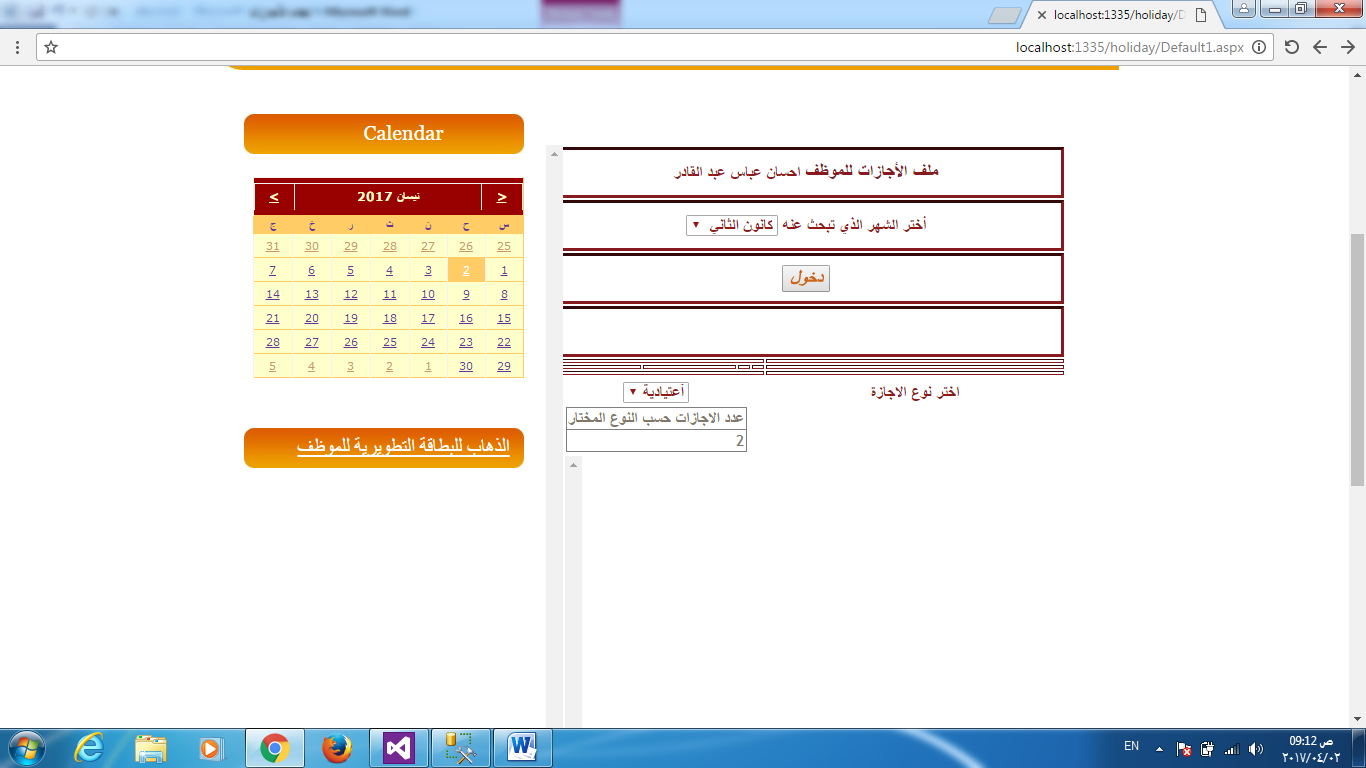 localhost:1335/holiday/D
localhost:1335/holiday/Default1.aspx
Calendar
< نيسان 2017 >
س ح ن ث ر خ ج
25 26 27 28 29 30 31
1 2 3 4 5 6 7
8 9 10 11 12 13 14
15 16 17 18 19 20 21
22 23 24 25 26 27 28
29 30 1 2 3 4 5
الذهاب للبطاقة التطويرية للموظف
ملف الأجازات للموظف احسان عباس عبد القادر
أختر الشهر الذي تبحث عنه كانون الثاني
دخول
اختر نوع الاجازة أعتيادية
عدد الاجازات حسب النوع المختار
2
EN
09:12 ص
٢٠١٧/٠٤/٠٢